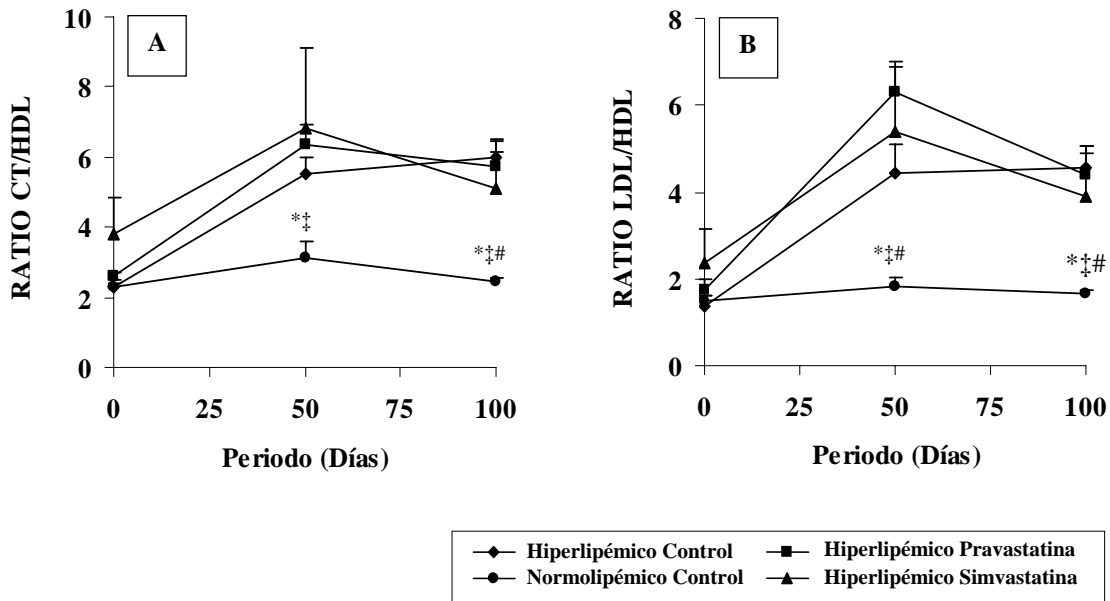 A
RATIO CT/HDL
10
8
6
4
2
0
*‡
*‡#
0 25 50 75 100
Periodo (Días)
B
RATIO LDL/HDL
8
6
4
2
0
*‡#
*‡#
0 25 50 75 100
Periodo (Días)
Hiperlipémico Control Hiperlipémico Pravastatina
Normolipémico Control Hiperlipémico Simvastatina